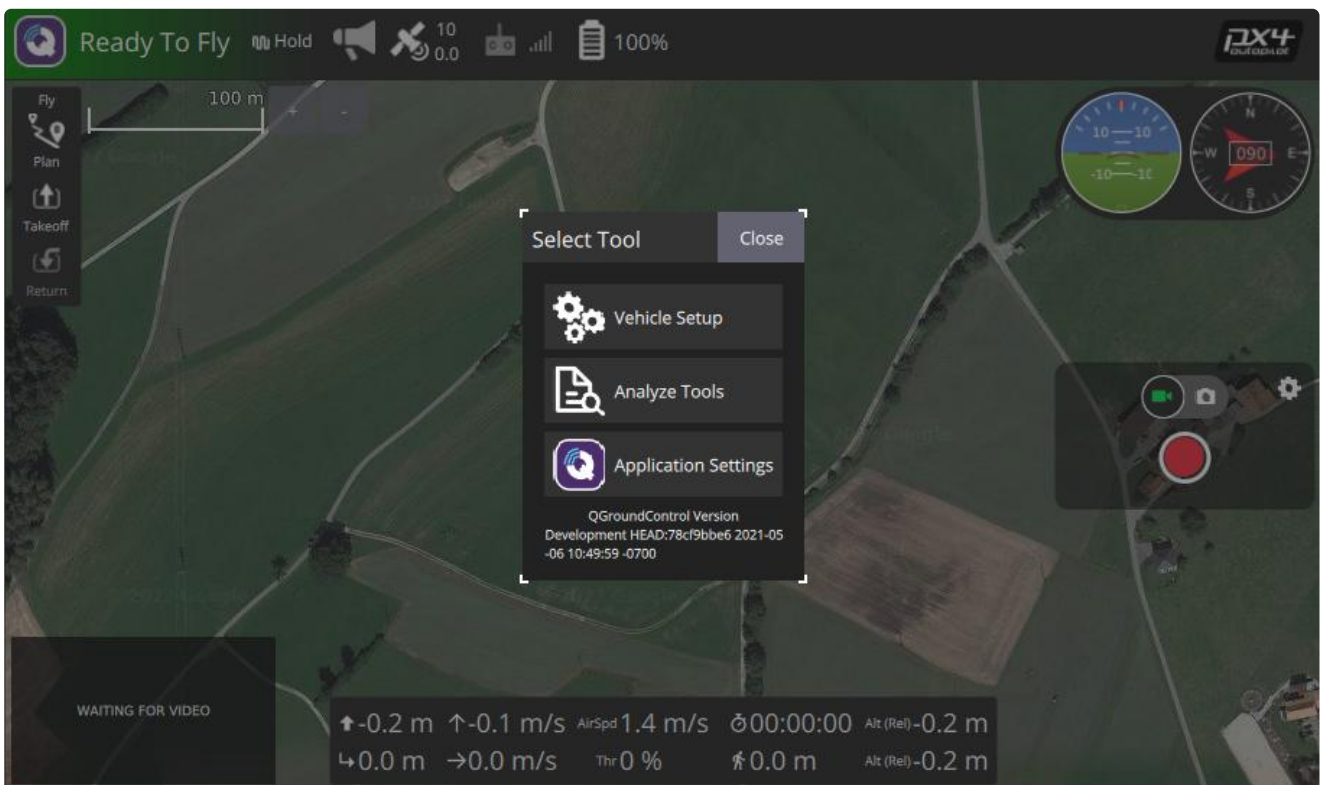 Ready To Fly
Hold
10
0.0
100%
PX4
autopilot
Fly
Plan
Takeoff
Return
100 m
+
-
10 10
-10 -10
N
W 090 E
S
Select Tool
Close
Vehicle Setup
Analyze Tools
Application Settings
QGroundControl Version
Development HEAD:78cf9bbe6 2021-05
-06 10:49:59 -0700
WAITING FOR VIDEO
-0.2 m -0.1 m/s AirSpd 1.4 m/s 00:00:00 Alt (Rel) -0.2 m
0.0 m 0.0 m/s Thr 0 % 0.0 m Alt (Rel) -0.2 m